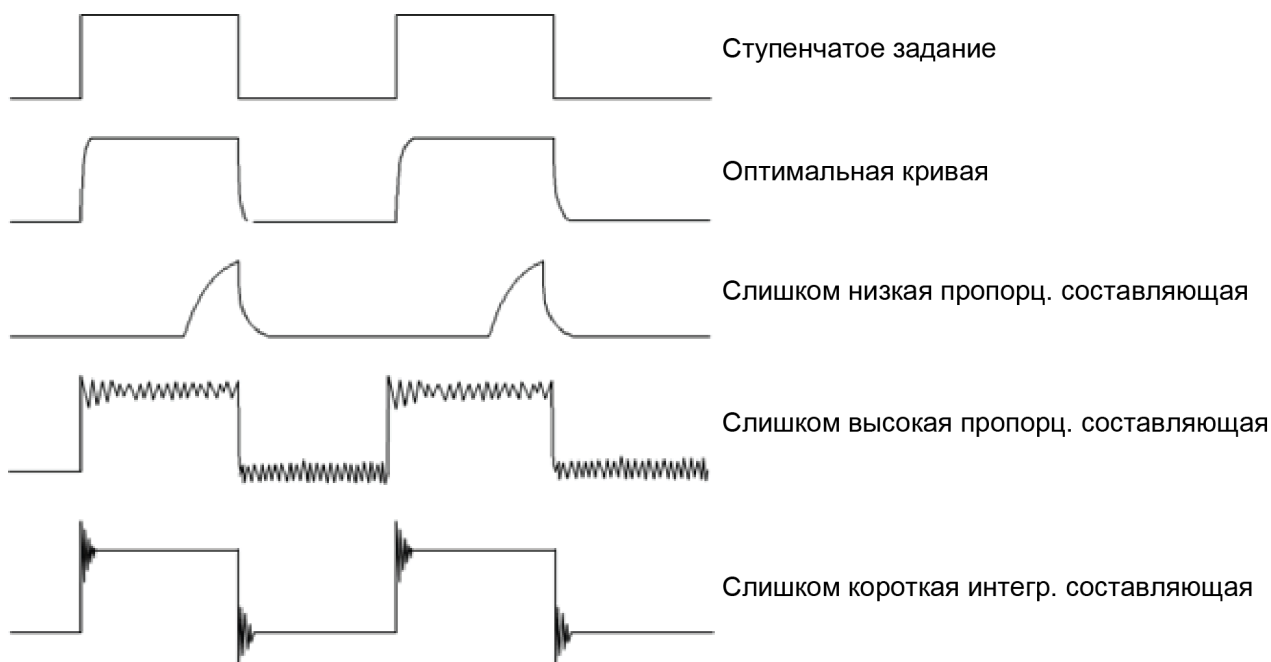 Ступенчатое задание
Оптимальная кривая
Слишком низкая пропорц. составляющая
Слишком высокая пропорц. составляющая
Слишком короткая интегр. составляющая